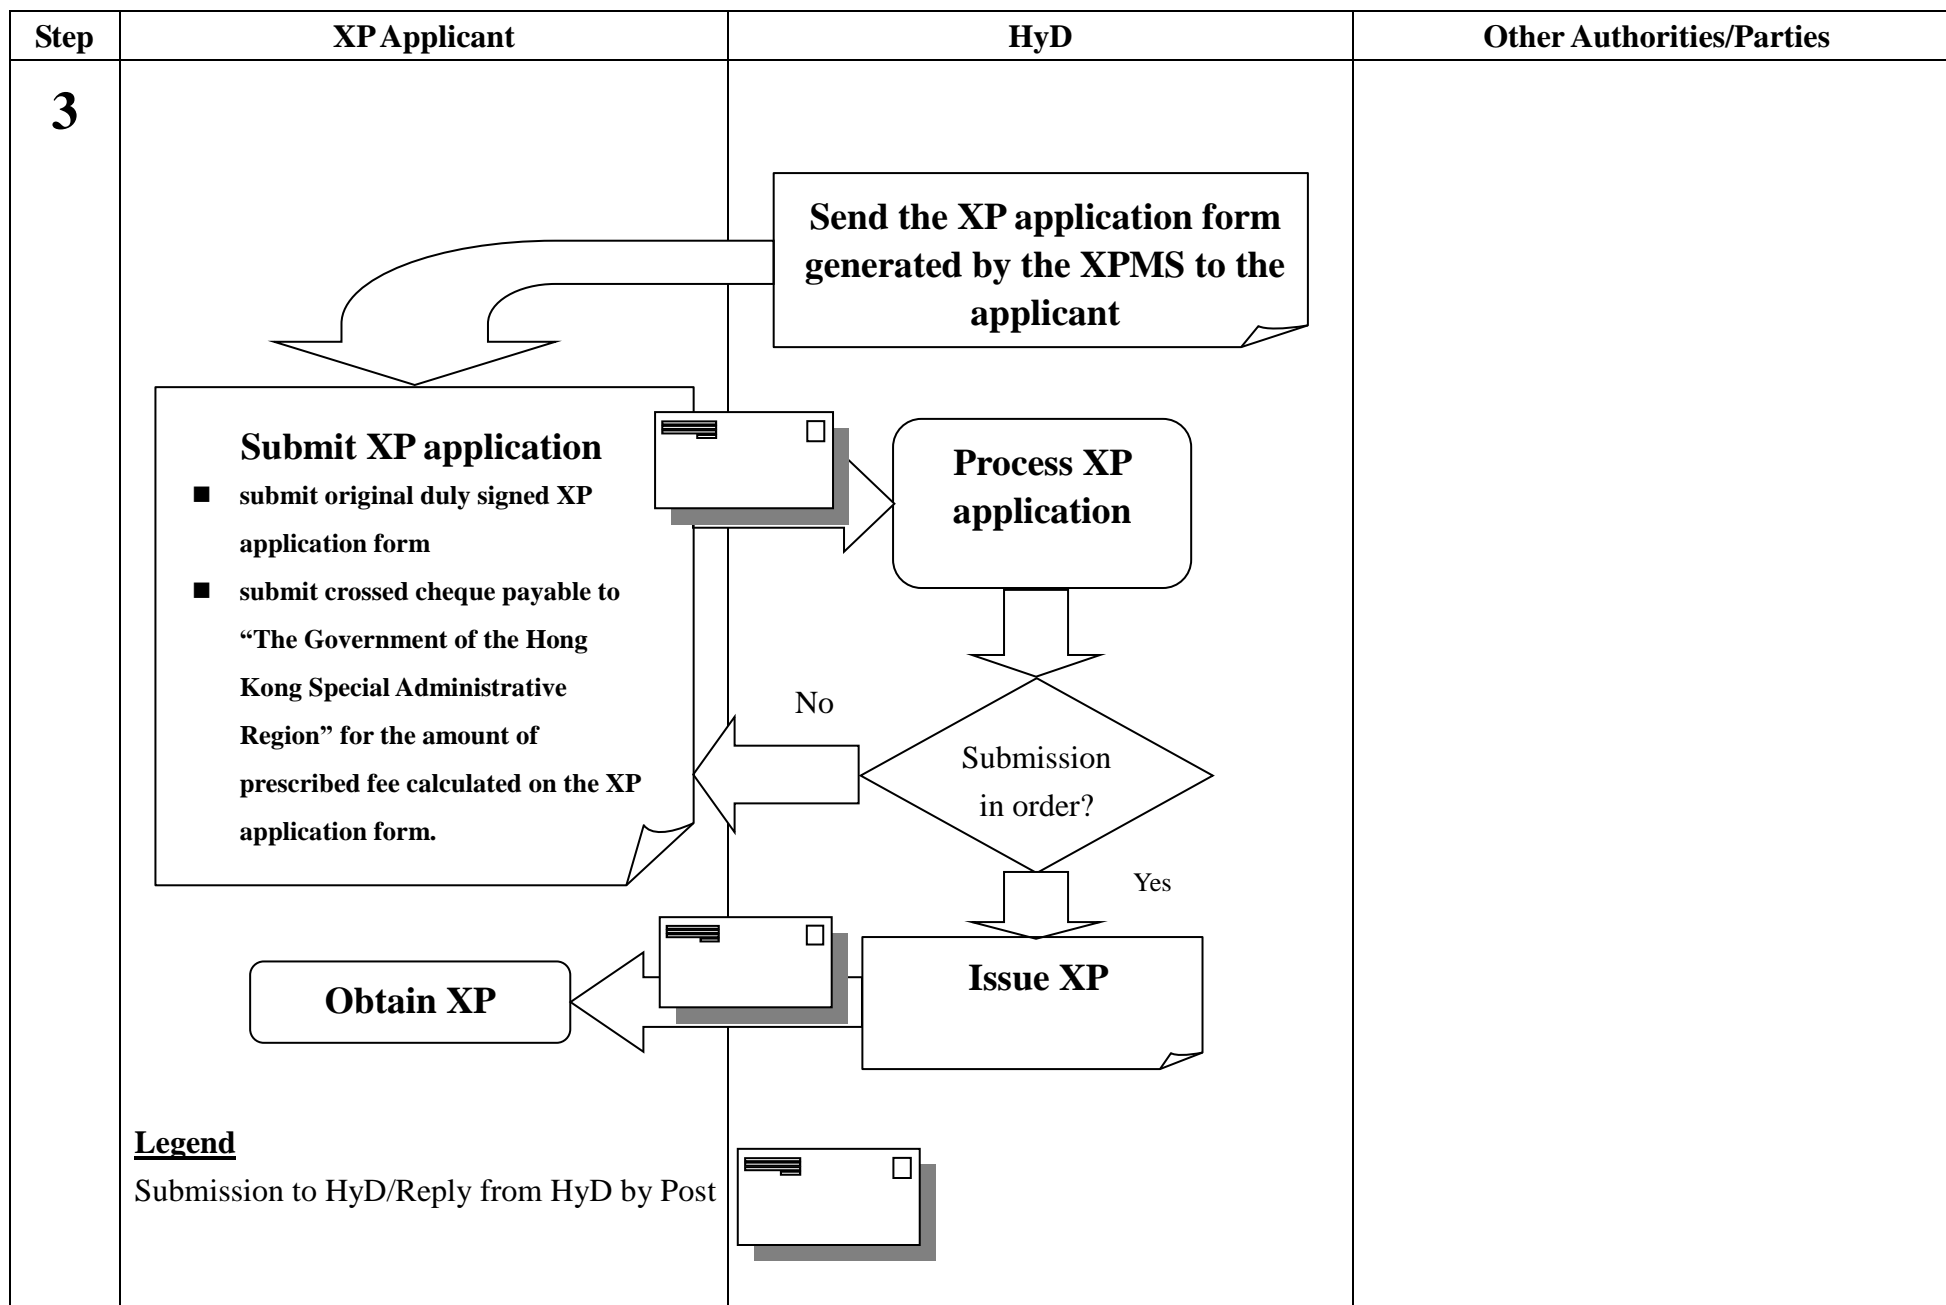 Step
XP Applicant
HyD
Other Authorities/Parties
3
Send the XP application form
generated by the XPMS to the
applicant
Submit XP application
■ submit original duly signed XP
application form
■ submit crossed cheque payable to
“The Government of the Hong
Kong Special Administrative
Region” for the amount of
prescribed fee calculated on the XP
application form.
Process XP
application
No
Submission
in order?
Yes
Issue XP
Obtain XP
Legend
Submission to HyD/Reply from HyD by Post